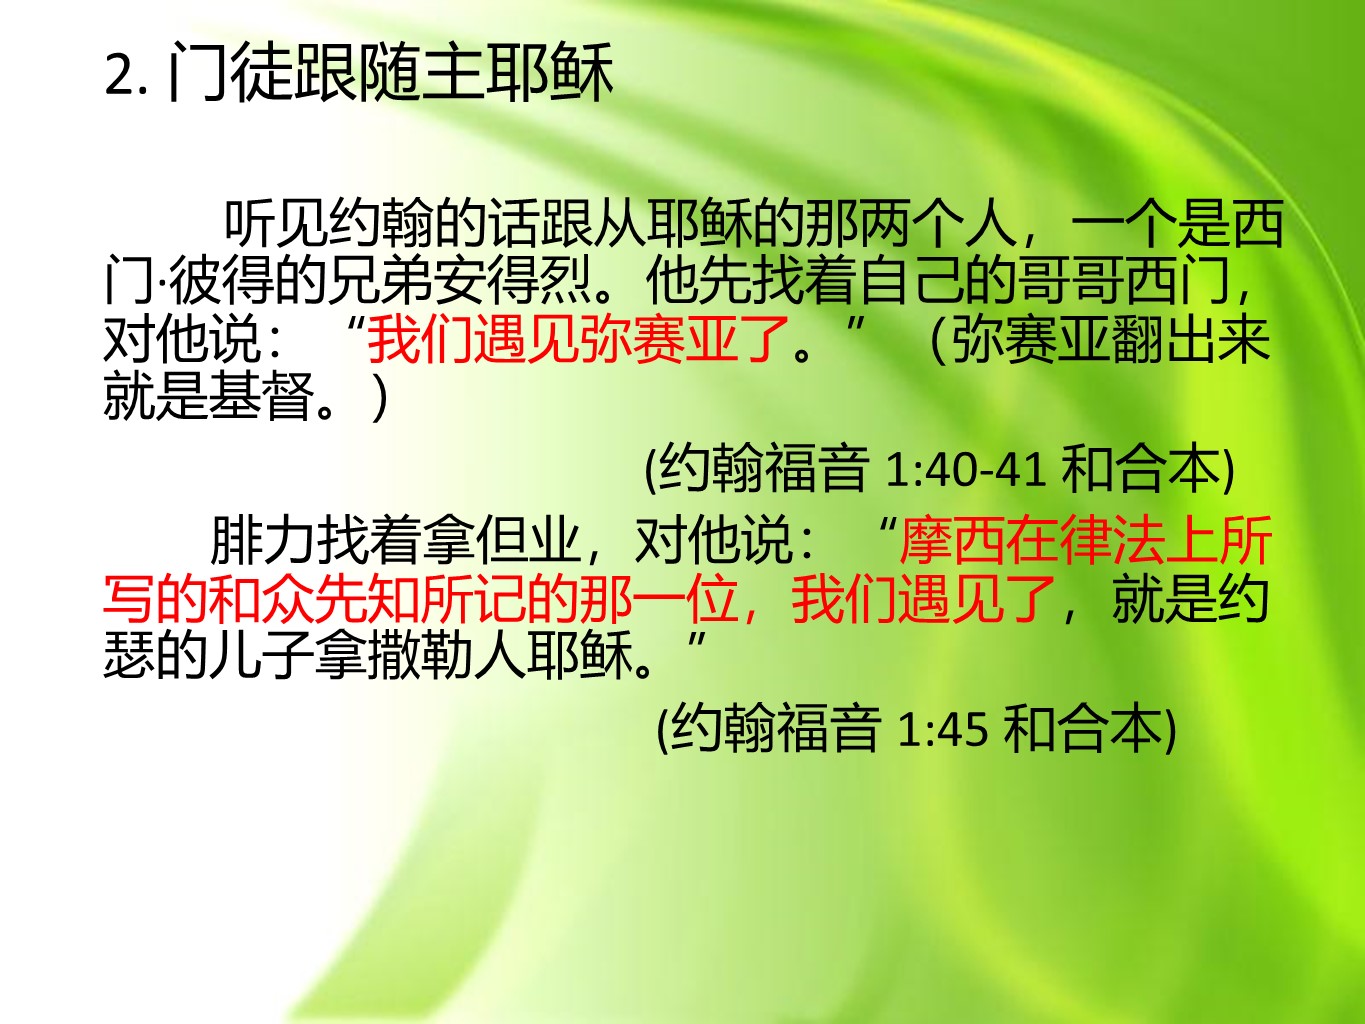 2. 门徒跟随主耶稣
听见约翰的话跟从耶稣的那两个人，一个是西
门·彼得的兄弟安得烈。他先找着自己的哥哥西门，
对他说：“我们遇见弥赛亚了。”（弥赛亚翻出来
就是基督。）
(约翰福音 1:40-41 和合本)
腓力找着拿但业，对他说：“摩西在律法上所
写的和众先知所记的那一位，我们遇见了，就是约
瑟的儿子拿撒勒人耶稣。”
(约翰福音 1:45 和合本)